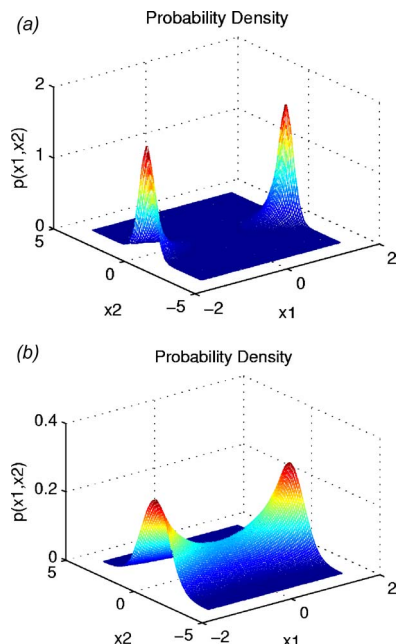 (a)
Probability Density
2
1
0
p(x1,x2)
5
0
−5
x2
−2
0
2
x1
(b)
Probability Density
0.4
0.2
0
p(x1,x2)
5
0
−5
x2
−2
0
2
x1